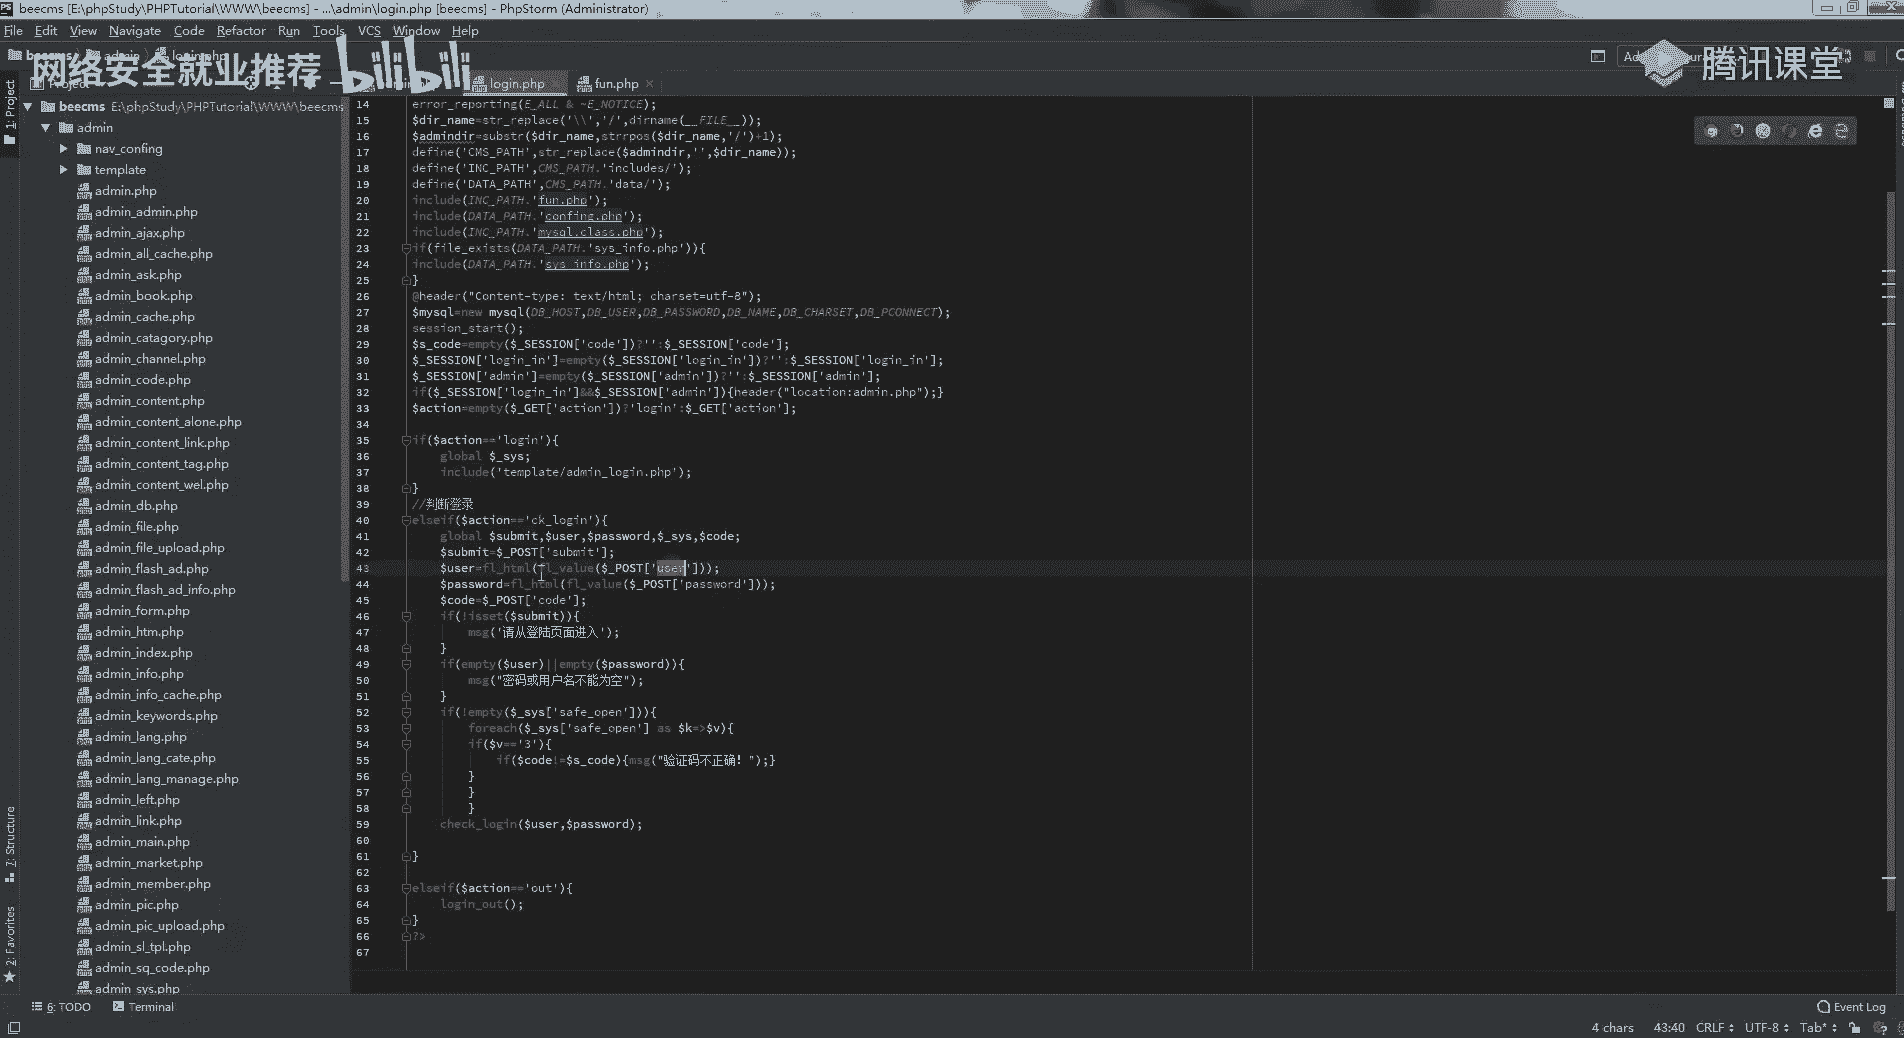 beecms [E:\phpStudy\PHPTutorial\WWW\beecms] - ...\admin\login.php [beecms] - PhpStorm (Administrator)
File Edit View Navigate Code Refactor Run Tools VCS Window Help
网络安全就业推荐 bilibili
腾讯课堂
login.php
fun.php
1: Project
beecms E:\phpStudy\PHPTutorial\WWW\beecms
admin
nav_confing
template
admin.php
admin_admin.php
admin_ajax.php
admin_all_cache.php
admin_ask.php
admin_book.php
admin_cache.php
admin_catagory.php
admin_channel.php
admin_code.php
admin_content.php
admin_content_alone.php
admin_content_link.php
admin_content_tag.php
admin_content_wel.php
admin_db.php
admin_file.php
admin_file_upload.php
admin_flash_ad.php
admin_flash_ad_info.php
admin_form.php
admin_htm.php
admin_index.php
admin_info.php
admin_info_cache.php
admin_keywords.php
admin_lang.php
admin_lang_cate.php
admin_lang_manage.php
admin_left.php
admin_link.php
admin_main.php
admin_market.php
admin_member.php
admin_pic.php
admin_pic_upload.php
admin_sl_tpl.php
admin_sq_code.php
admin_sys.php
7: Structure
2: Favorites
14 error_reporting(E_ALL & ~E_NOTICE);
15 $dir_name=str_replace('\\','/',dirname(__FILE__));
16 $admindir=substr($dir_name,strrpos($dir_name,'/')+1);
17 define('CMS_PATH',str_replace($admindir,'',$dir_name));
18 define('INC_PATH',CMS_PATH.'includes/');
19 define('DATA_PATH',CMS_PATH.'data/');
20 include(INC_PATH.'fun.php');
21 include(DATA_PATH.'confing.php');
22 include(INC_PATH.'mysql.class.php');
23 if(file_exists(DATA_PATH.'sys_info.php')){
24 include(DATA_PATH.'sys_info.php');
25 }
26 @header("Content-type: text/html; charset=utf-8");
27 $mysql=new mysql(DB_HOST,DB_USER,DB_PASSWORD,DB_NAME,DB_CHARSET,DB_PCONNECT);
28 session_start();
29 $s_code=empty($_SESSION['code'])?'':$_SESSION['code'];
30 $_SESSION['login_in']=empty($_SESSION['login_in'])?'':$_SESSION['login_in'];
31 $_SESSION['admin']=empty($_SESSION['admin'])?'':$_SESSION['admin'];
32 if($_SESSION['login_in']&&$_SESSION['admin']){header("location:admin.php");}
33 $action=empty($_GET['action'])?'login':$_GET['action'];
34
35 if($action=='login'){
36 global $_sys;
37 include('template/admin_login.php');
38 }
39 //判断登录
40 elseif($action=='ck_login'){
41 global $submit,$user,$password,$_sys,$code;
42 $submit=$_POST['submit'];
43 $user=fl_html(fl_value($_POST['user']));
44 $password=fl_html(fl_value($_POST['password']));
45 $code=$_POST['code'];
46 if(!isset($submit)){
47 msg('请从登陆页面进入');
48 }
49 if(empty($user)||empty($password)){
50 msg("密码或用户名不能为空");
51 }
52 if(!empty($_sys['safe_open'])){
53 foreach($_sys['safe_open'] as $k=>$v){
54 if($v=='3'){
55 if($code!=$s_code){msg("验证码不正确！");}
56 }
57 }
58 }
59 check_login($user,$password);
60
61 }
62
63 elseif($action=='out'){
64 login_out();
65 }
66 ?>
67
6: TODO Terminal Event Log
4 chars 43:40 CRLF UTF-8 Tab*